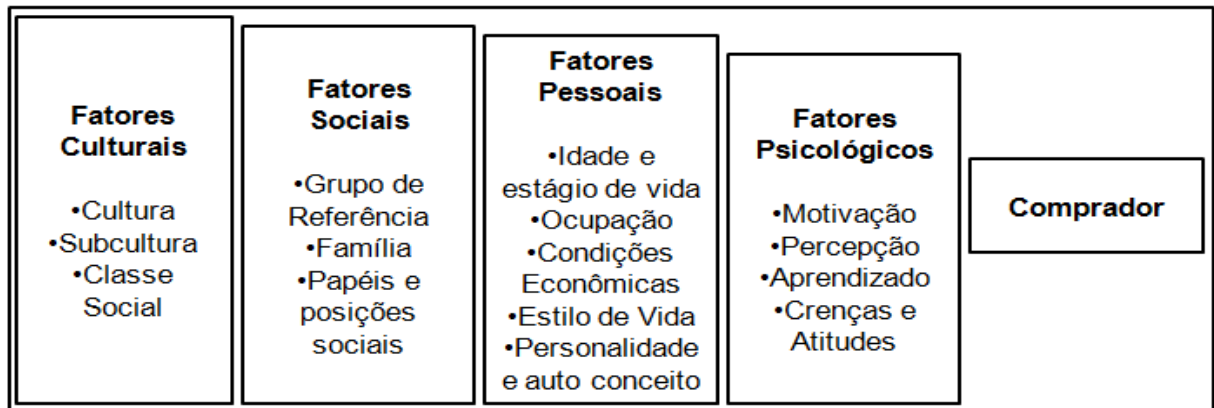 Fatores
Culturais
•Cultura
•Subcultura
•Classe
Social
Fatores
Sociais
•Grupo de
Referência
•Família
•Papéis e
posições
sociais
Fatores
Pessoais
•Idade e
estágio de vida
•Ocupação
•Condições
Econômicas
•Estilo de Vida
•Personalidade
e auto conceito
Fatores
Psicológicos
•Motivação
•Percepção
•Aprendizado
•Crenças e
Atitudes
Comprador